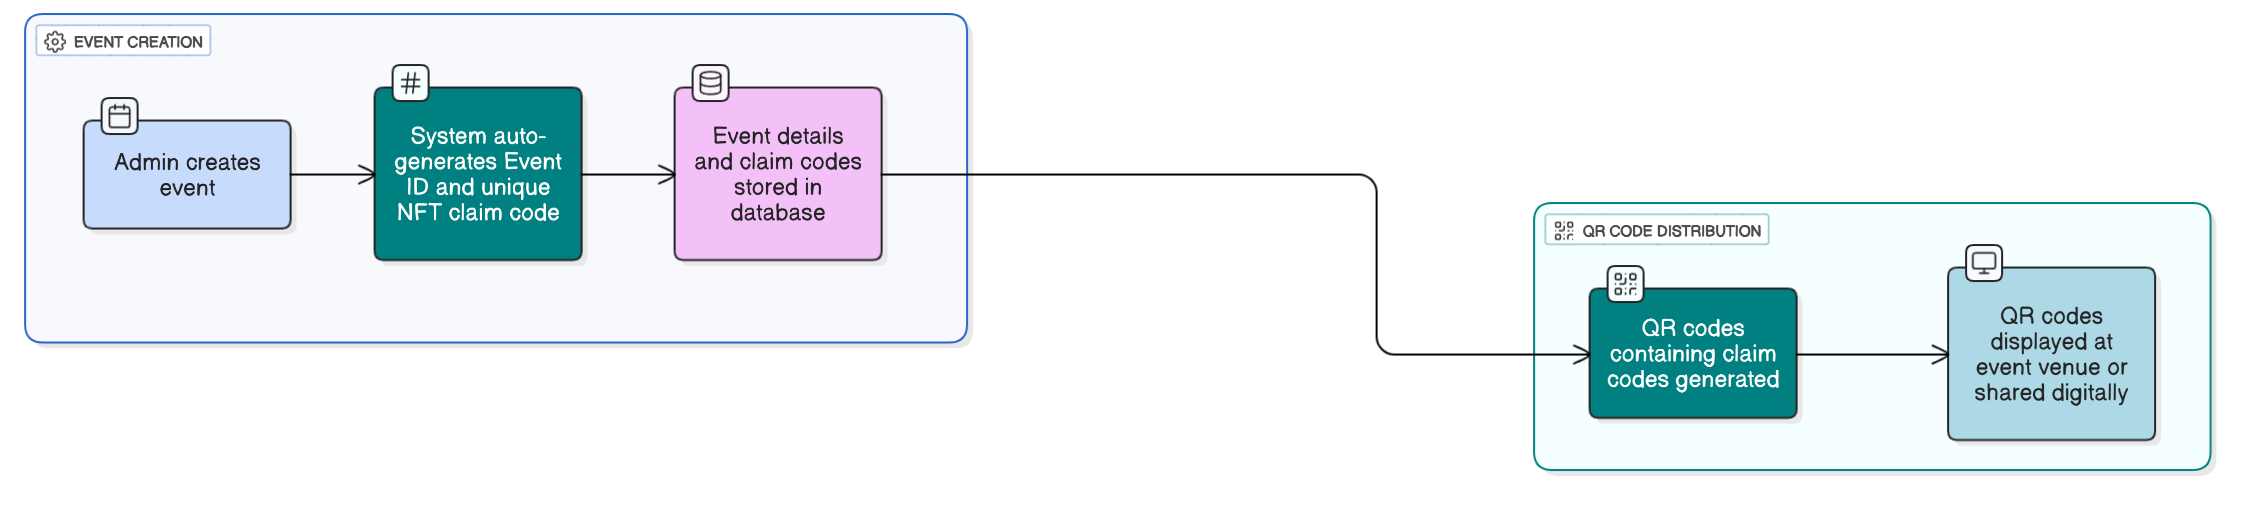 EVENT CREATION
Admin creates
event
#
System auto-
generates Event
ID and unique
NFT claim code
Event details
and claim codes
stored in
database
QR CODE DISTRIBUTION
QR codes
containing claim
codes generated
QR codes
displayed at
event venue or
shared digitally